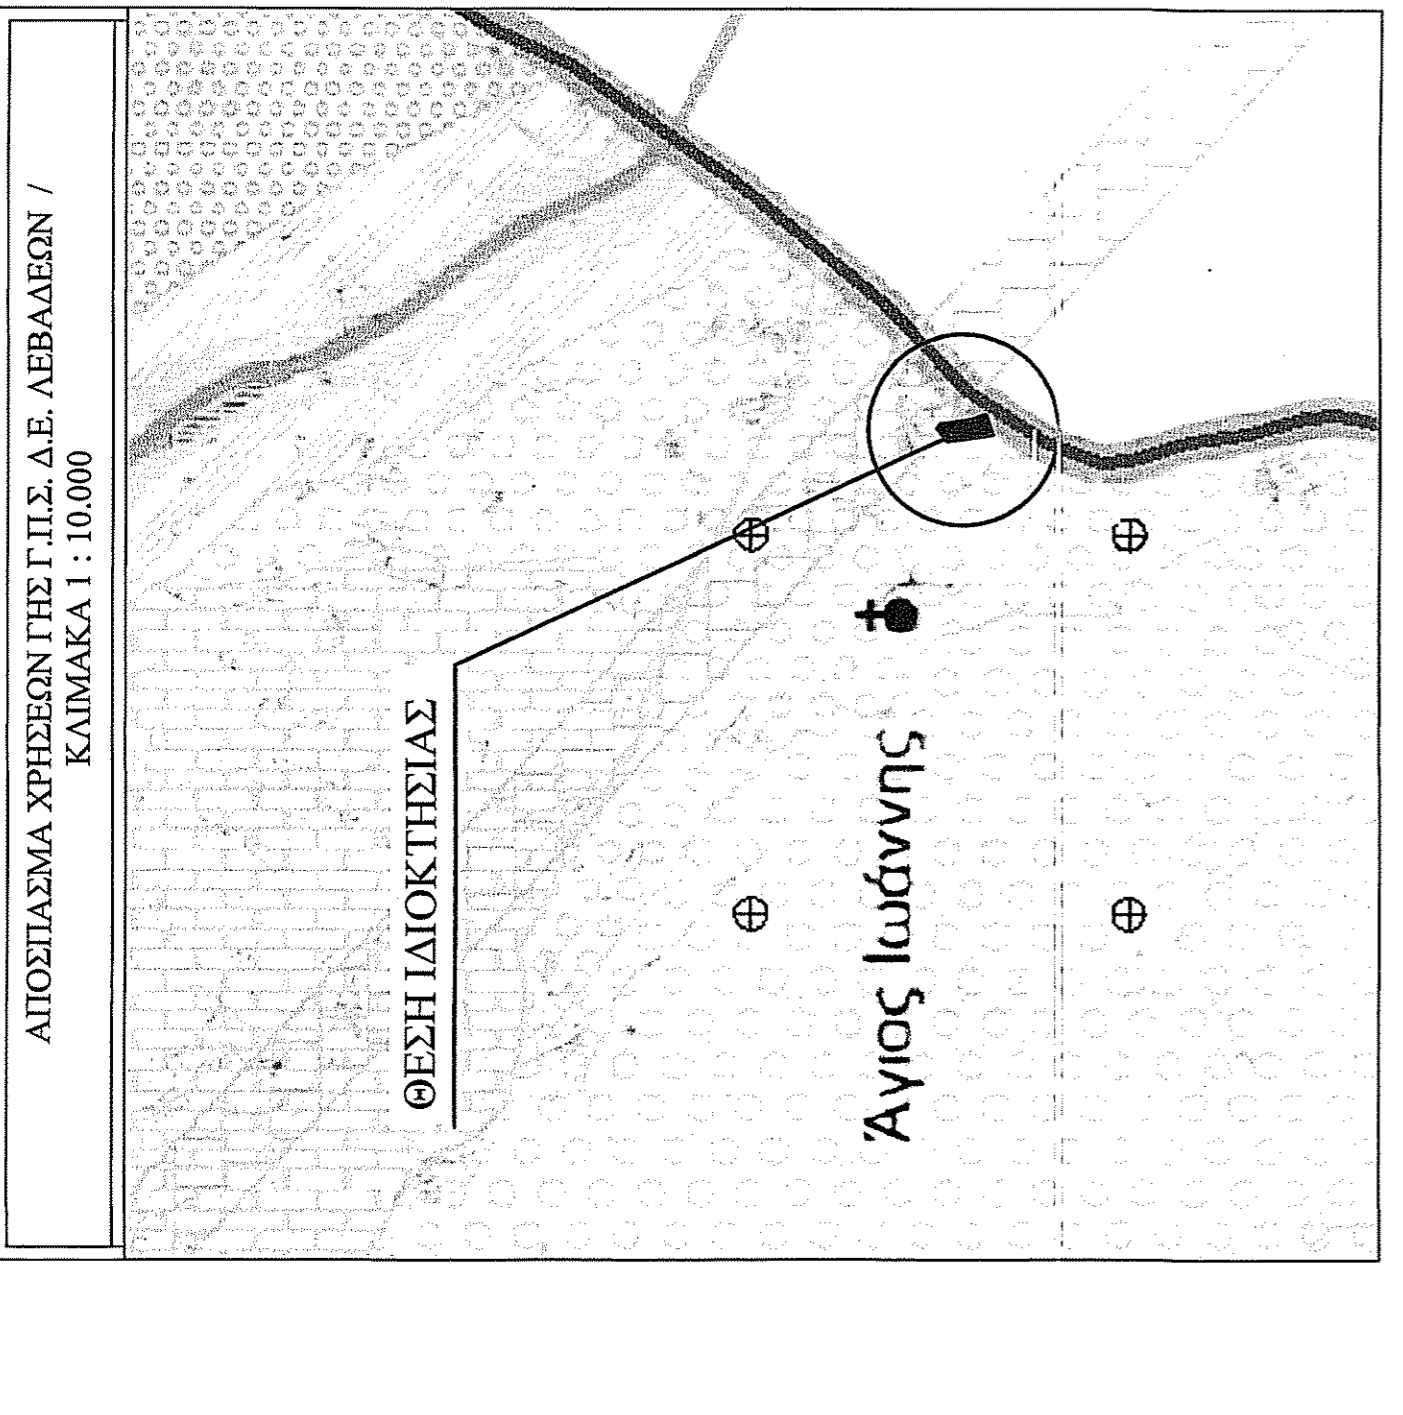 ΑΠΟΣΠΑΣΜΑ ΧΡΗΣΕΩΝ ΓΗΣ Γ.Π.Σ. Δ.Ε. ΛΕΒΑΔΕΩΝ /
ΚΛΙΜΑΚΑ 1 : 10.000
ΘΕΣΗ ΙΔΙΟΚΤΗΣΙΑΣ
Άγιος Ιωάννης